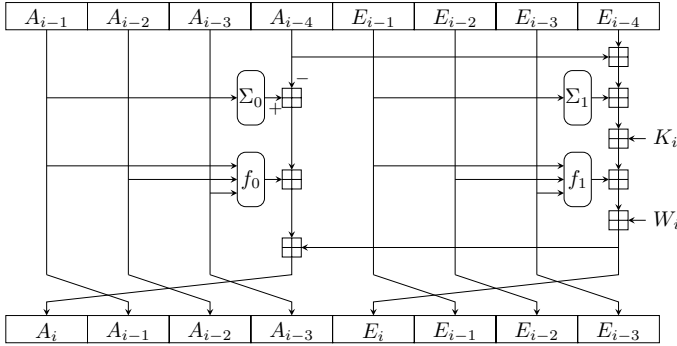 A_{i−1} A_{i−2} A_{i−3} A_{i−4} E_{i−1} E_{i−2} E_{i−3} E_{i−4}
−
Σ_0 + Σ_1
K_i
f_0 f_1
W_i
A_i A_{i−1} A_{i−2} A_{i−3} E_i E_{i−1} E_{i−2} E_{i−3}